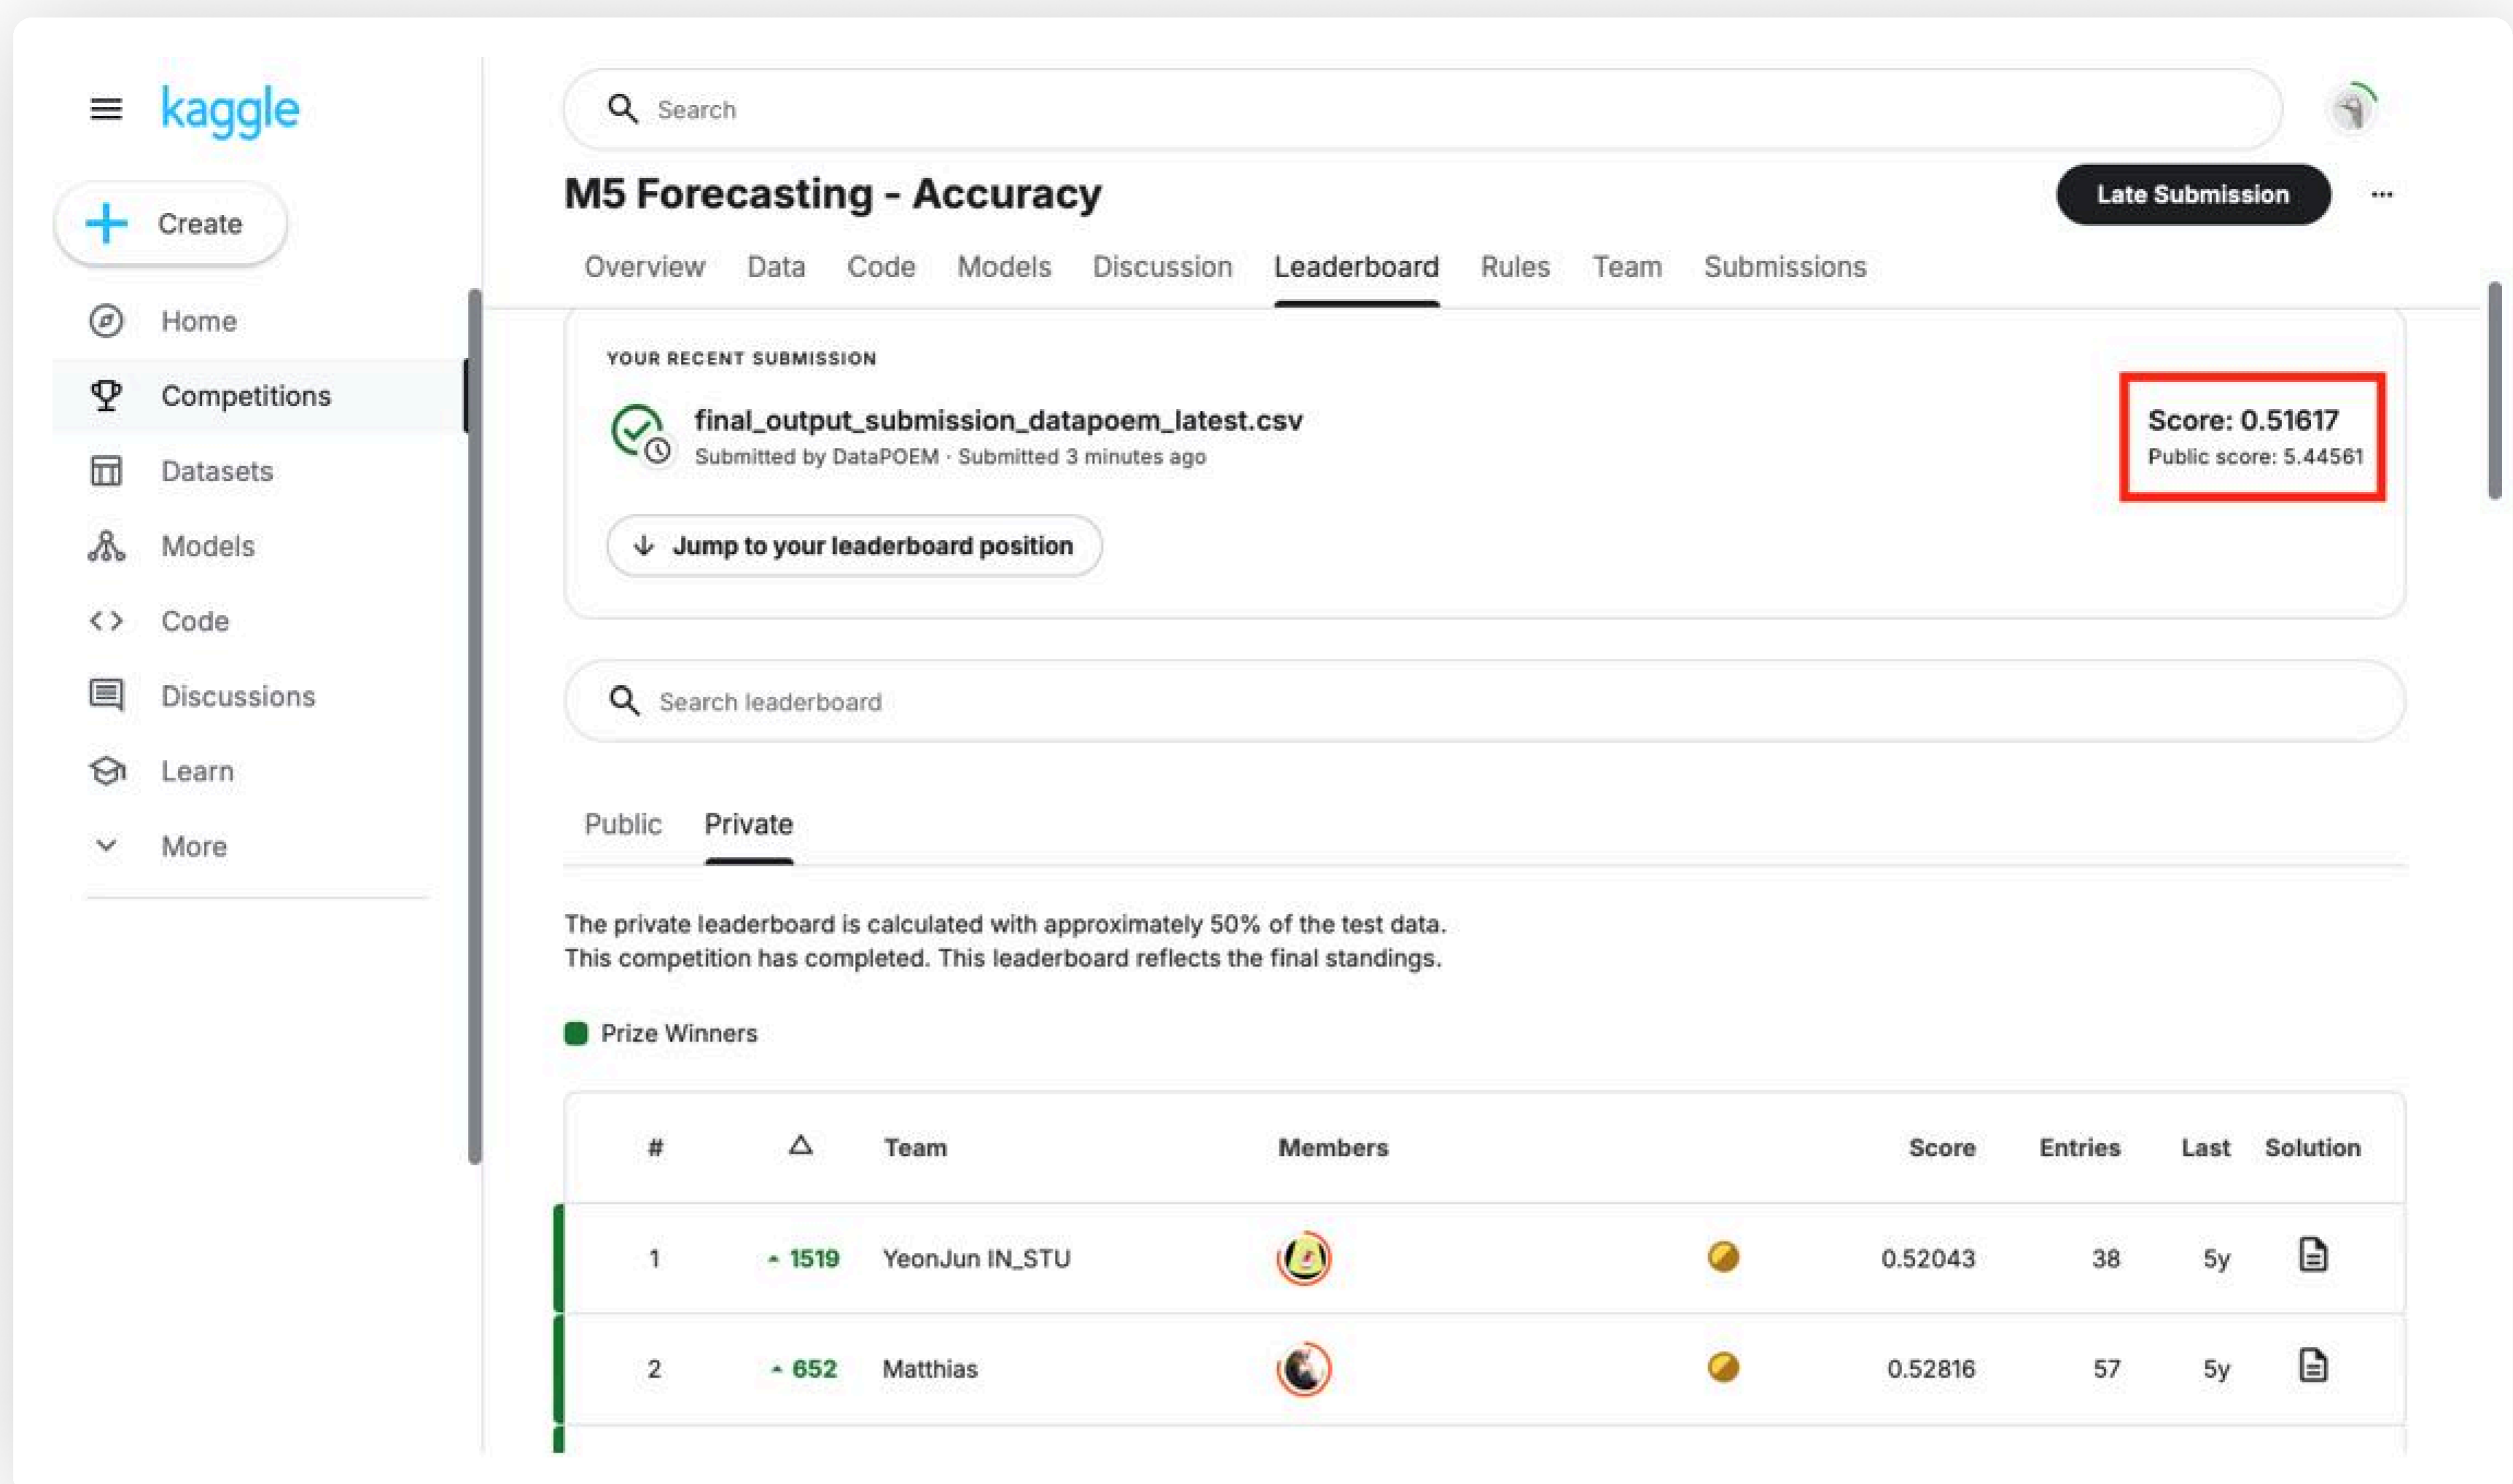 kaggle
Search
Create
M5 Forecasting - Accuracy
Late Submission
Overview Data Code Models Discussion Leaderboard Rules Team Submissions
Home
Competitions
Datasets
Models
Code
Discussions
Learn
More
YOUR RECENT SUBMISSION
final_output_submission_datapoem_latest.csv
Submitted by DataPOEM · Submitted 3 minutes ago
Score: 0.51617
Public score: 5.44561
Jump to your leaderboard position
Search leaderboard
Public Private
The private leaderboard is calculated with approximately 50% of the test data.
This competition has completed. This leaderboard reflects the final standings.
Prize Winners
# △ Team Members Score Entries Last Solution
1 1519 YeonJun IN_STU 0.52043 38 5y
2 652 Matthias 0.52816 57 5y